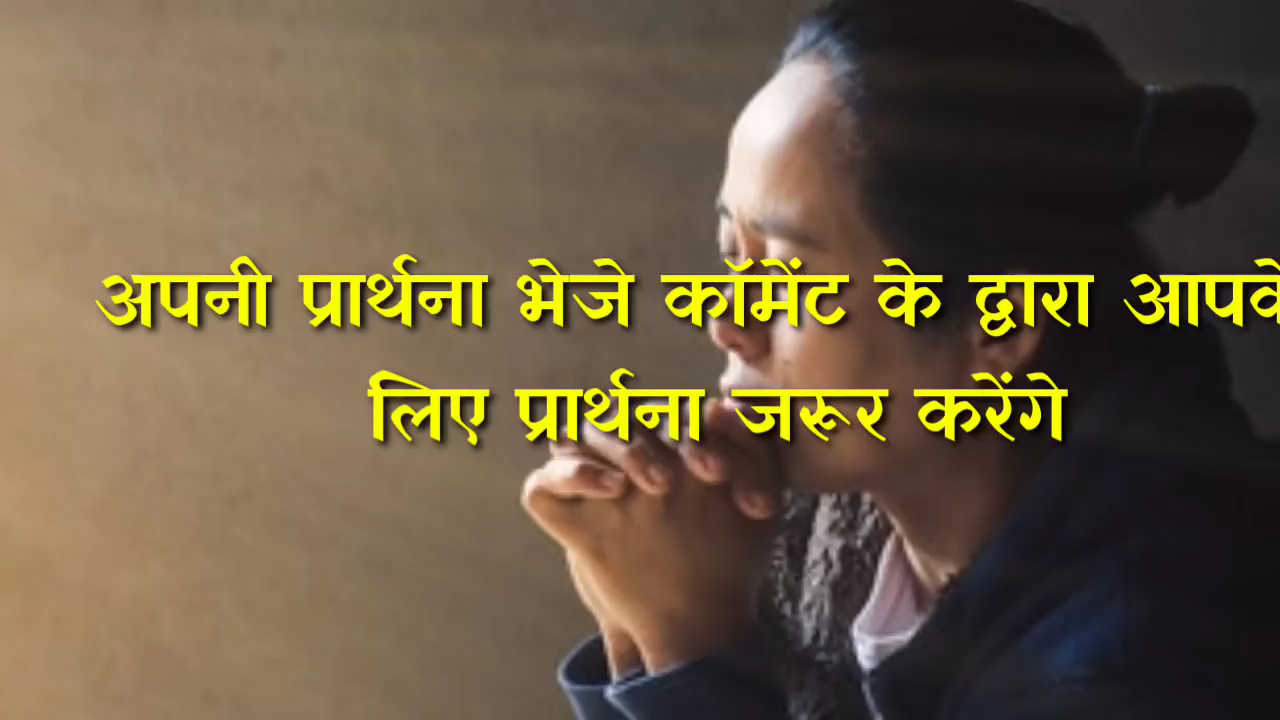 अपनी प्रार्थना भेजे कॉमेंट के द्वारा आपके
लिए प्रार्थना जरूर करेंगे